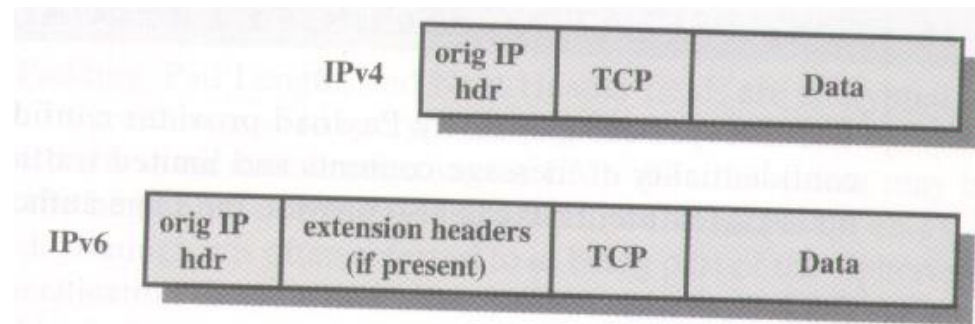 IPv4
orig IP
hdr
TCP
Data
IPv6
orig IP
hdr
extension headers
(if present)
TCP
Data